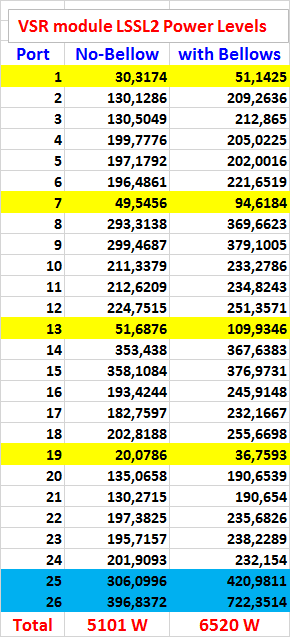 VSR module LSSL2 Power Levels
Port No-Bellow with Bellows
1 30,3174 51,1425
2 130,1286 209,2636
3 130,5049 212,865
4 199,7776 205,0225
5 197,1792 202,0016
6 196,4861 221,6519
7 49,5456 94,6184
8 293,3138 369,6623
9 299,4687 379,1005
10 211,3379 233,2786
11 212,6209 234,8243
12 224,7515 251,3571
13 51,6876 109,9346
14 353,438 367,6383
15 358,1084 376,9731
16 193,4244 245,9148
17 182,7597 232,1667
18 202,8188 255,6698
19 20,0786 36,7593
20 135,0658 190,6539
21 130,2715 190,654
22 197,3825 235,6826
23 195,7157 238,2289
24 201,9093 232,154
25 306,0996 420,9811
26 396,8372 722,3514
Total 5101 W 6520 W